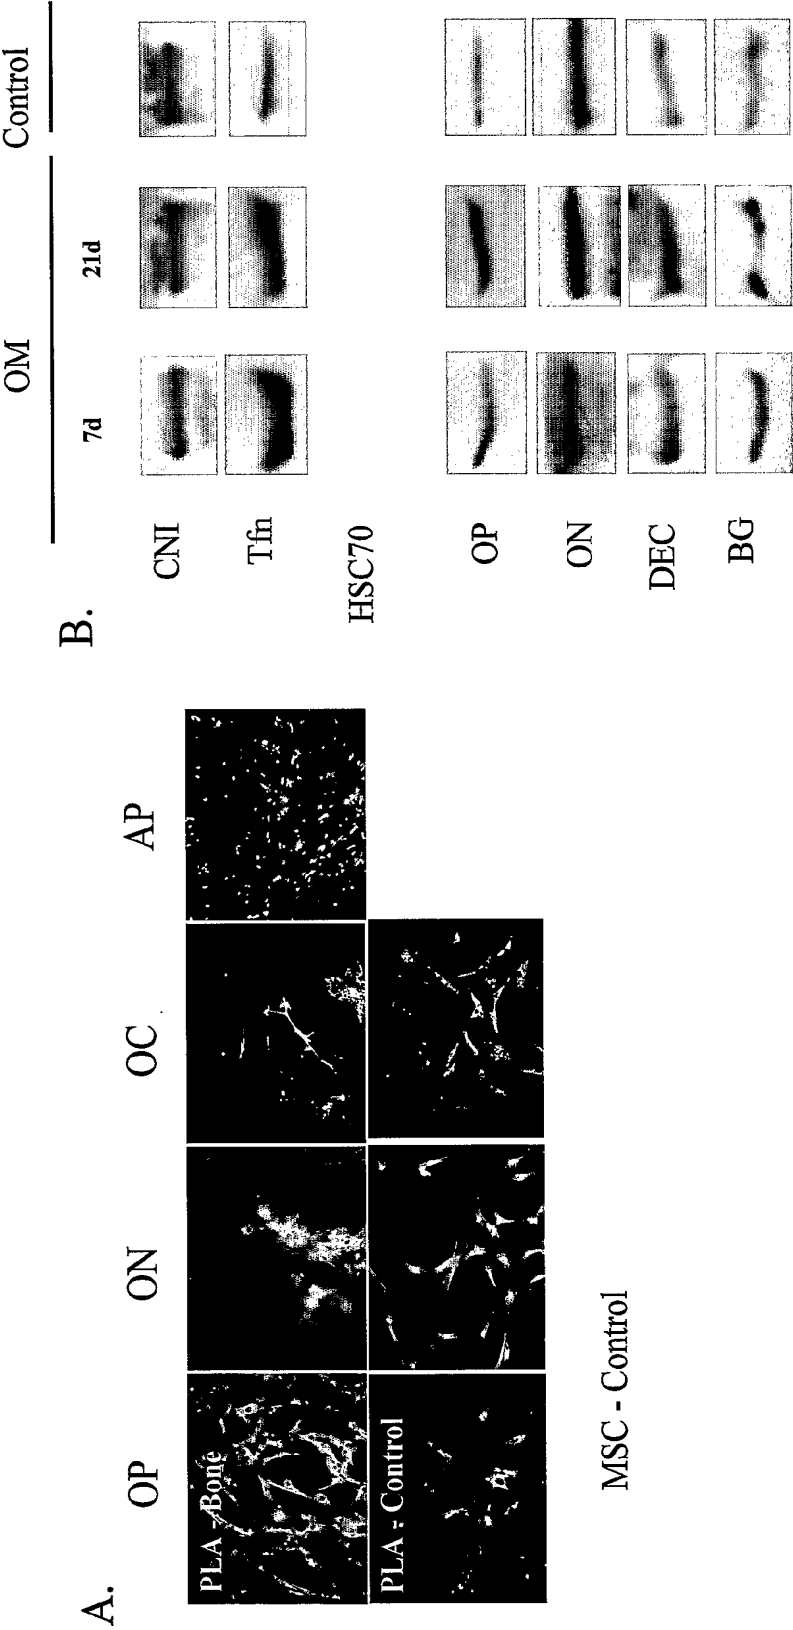 A.
OP ON OC AP
PLA - Bone
PLA - Control
MSC - Control
B.
OM Control
7d 21d
CNI
Tfn
HSC70
OP
ON
DEC
BG